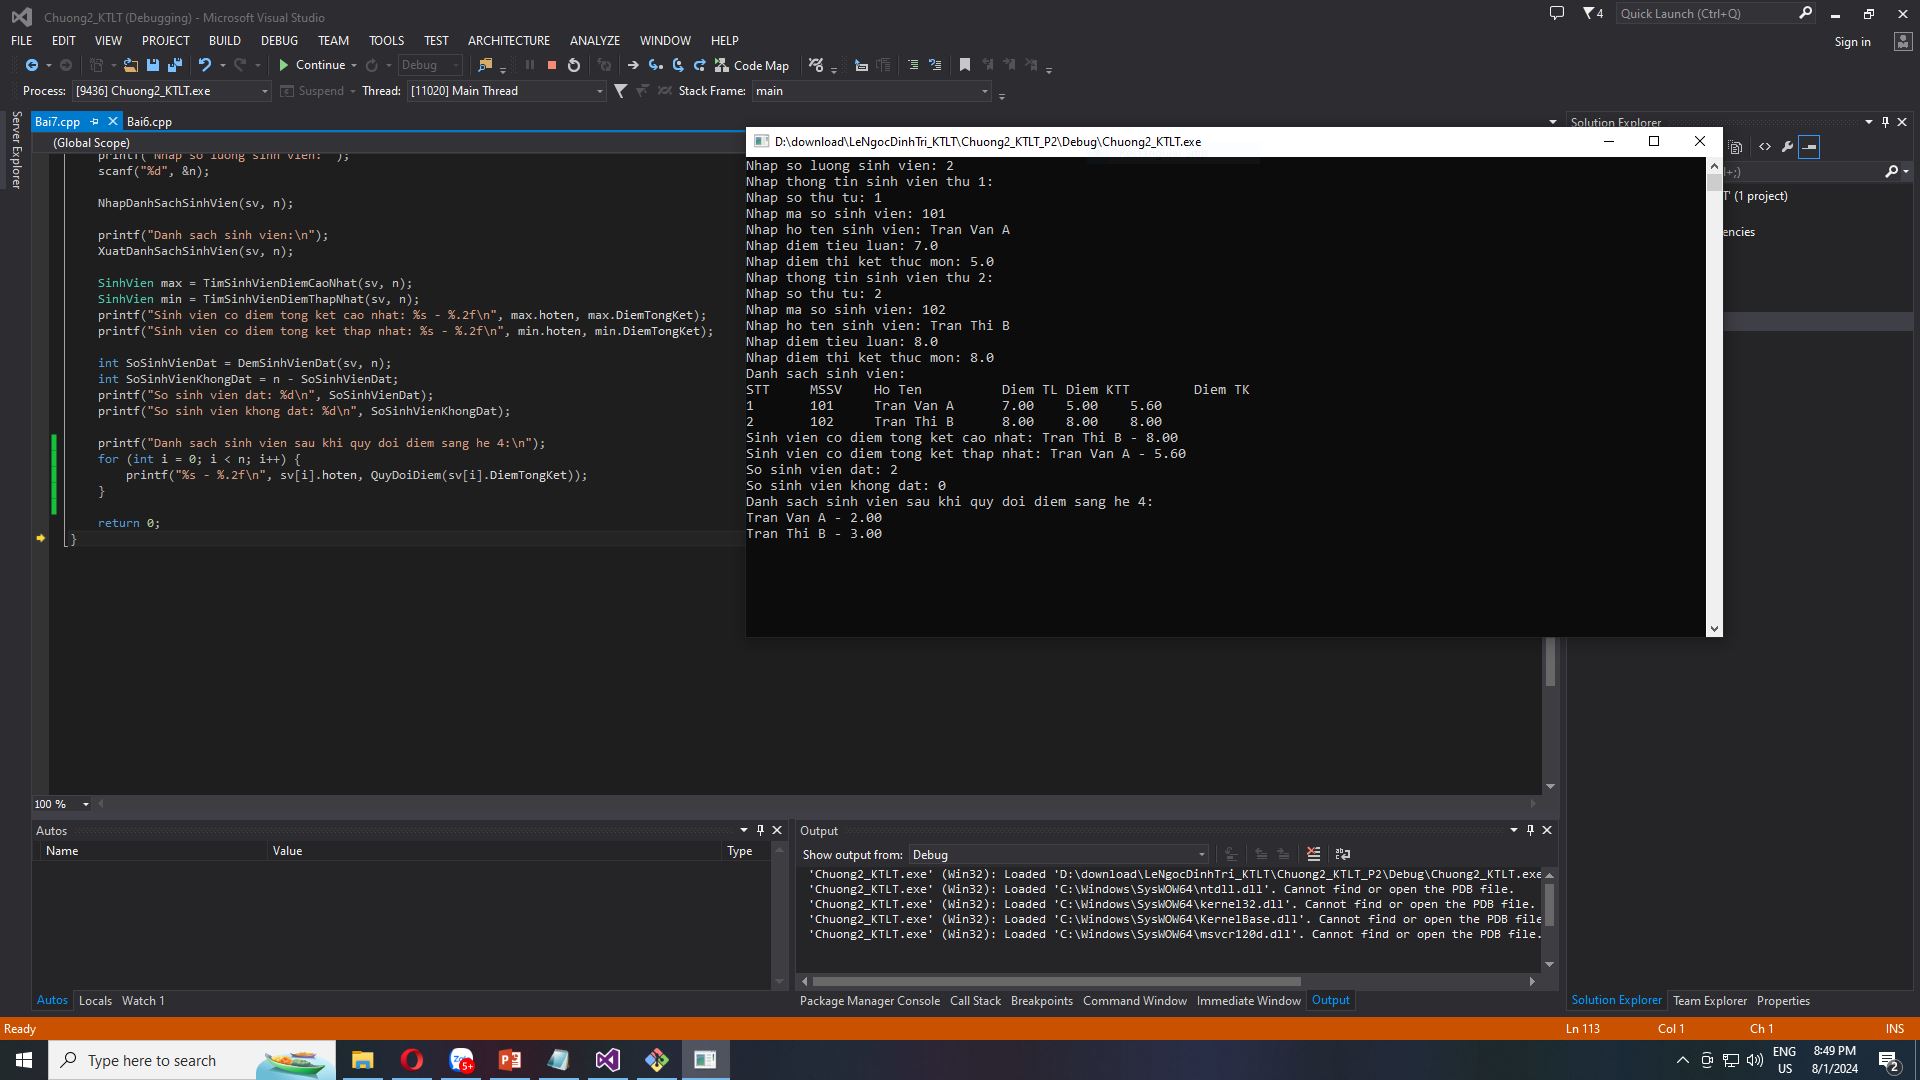 Chuong2_KTLT (Debugging) - Microsoft Visual Studio
4
Quick Launch (Ctrl+Q)
FILE EDIT VIEW PROJECT BUILD DEBUG TEAM TOOLS TEST ARCHITECTURE ANALYZE WINDOW HELP
Sign in
Continue Debug Code Map
Process: [9436] Chuong2_KTLT.exe Suspend Thread: [11020] Main Thread Stack Frame: main
Server Explorer
Bai7.cpp Bai6.cpp
(Global Scope)
printf("Nhap so luong sinh vien: ");
scanf("%d", &n);
NhapDanhSachSinhVien(sv, n);
printf("Danh sach sinh vien:\n");
XuatDanhSachSinhVien(sv, n);
SinhVien max = TimSinhVienDiemCaoNhat(sv, n);
SinhVien min = TimSinhVienDiemThapNhat(sv, n);
printf("Sinh vien co diem tong ket cao nhat: %s - %.2f\n", max.hoten, max.DiemTongKet);
printf("Sinh vien co diem tong ket thap nhat: %s - %.2f\n", min.hoten, min.DiemTongKet);
int SoSinhVienDat = DemSinhVienDat(sv, n);
int SoSinhVienKhongDat = n - SoSinhVienDat;
printf("So sinh vien dat: %d\n", SoSinhVienDat);
printf("So sinh vien khong dat: %d\n", SoSinhVienKhongDat);
printf("Danh sach sinh vien sau khi quy doi diem sang he 4:\n");
for (int i = 0; i < n; i++) {
printf("%s - %.2f\n", sv[i].hoten, QuyDoiDiem(sv[i].DiemTongKet));
}
return 0;
}
D:\download\LeNgocDinhTri_KTLT\Chuong2_KTLT_P2\Debug\Chuong2_KTLT.exe
Nhap so luong sinh vien: 2
Nhap thong tin sinh vien thu 1:
Nhap so thu tu: 1
Nhap ma so sinh vien: 101
Nhap ho ten sinh vien: Tran Van A
Nhap diem tieu luan: 7.0
Nhap diem thi ket thuc mon: 5.0
Nhap thong tin sinh vien thu 2:
Nhap so thu tu: 2
Nhap ma so sinh vien: 102
Nhap ho ten sinh vien: Tran Thi B
Nhap diem tieu luan: 8.0
Nhap diem thi ket thuc mon: 8.0
Danh sach sinh vien:
STT MSSV Ho Ten Diem TL Diem KTT Diem TK
1 101 Tran Van A 7.00 5.00 5.60
2 102 Tran Thi B 8.00 8.00 8.00
Sinh vien co diem tong ket cao nhat: Tran Thi B - 8.00
Sinh vien co diem tong ket thap nhat: Tran Van A - 5.60
So sinh vien dat: 2
So sinh vien khong dat: 0
Danh sach sinh vien sau khi quy doi diem sang he 4:
Tran Van A - 2.00
Tran Thi B - 3.00
Solution Explorer
l+;)
T' (1 project)
encies
100 %
Autos
Name Value Type
Autos Locals Watch 1
Output
Show output from: Debug
'Chuong2_KTLT.exe' (Win32): Loaded 'D:\download\LeNgocDinhTri_KTLT\Chuong2_KTLT_P2\Debug\Chuong2_KTLT.exe
'Chuong2_KTLT.exe' (Win32): Loaded 'C:\Windows\SysWOW64\ntdll.dll'. Cannot find or open the PDB file.
'Chuong2_KTLT.exe' (Win32): Loaded 'C:\Windows\SysWOW64\kernel32.dll'. Cannot find or open the PDB file.
'Chuong2_KTLT.exe' (Win32): Loaded 'C:\Windows\SysWOW64\KernelBase.dll'. Cannot find or open the PDB file
'Chuong2_KTLT.exe' (Win32): Loaded 'C:\Windows\SysWOW64\msvcr120d.dll'. Cannot find or open the PDB file.
Package Manager Console Call Stack Breakpoints Command Window Immediate Window Output
Solution Explorer Team Explorer Properties
Ready Ln 113 Col 1 Ch 1 INS
Type here to search
5+
ENG
US
8:49 PM
8/1/2024
2